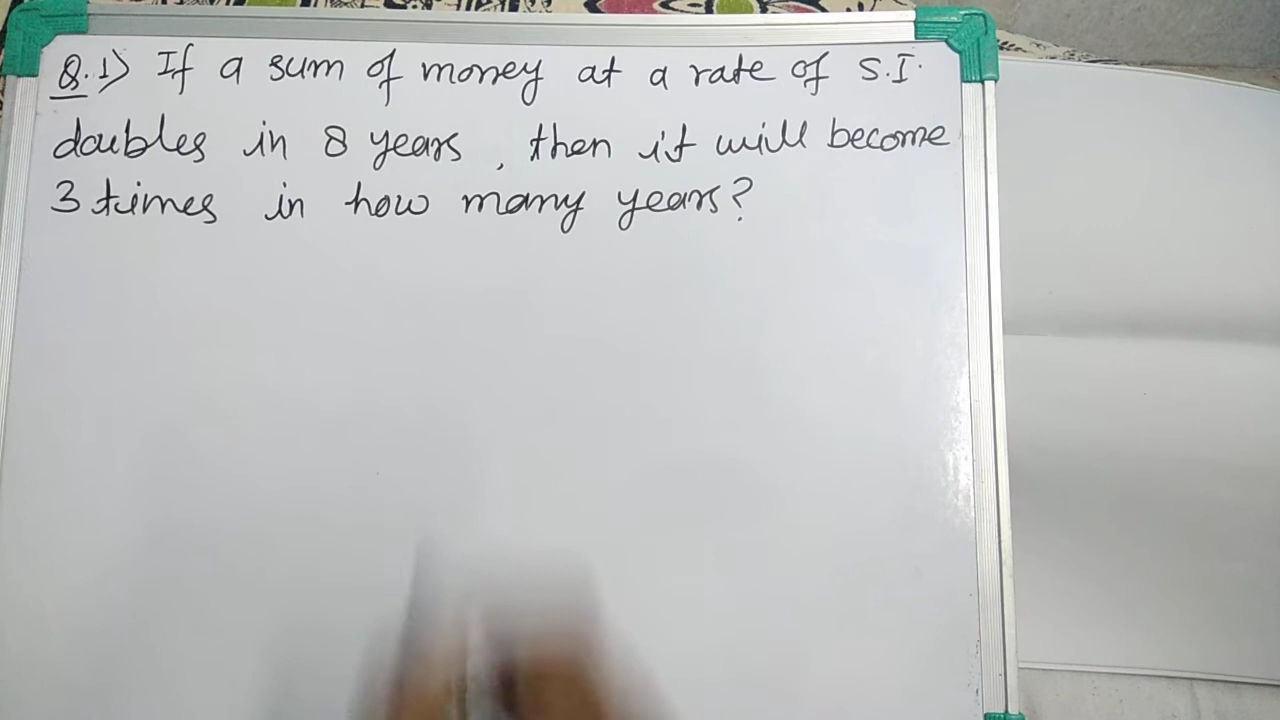 Q.1) If a sum of money at a rate of S.I.
doubles in 8 years, then it will become
3 times in how many years?